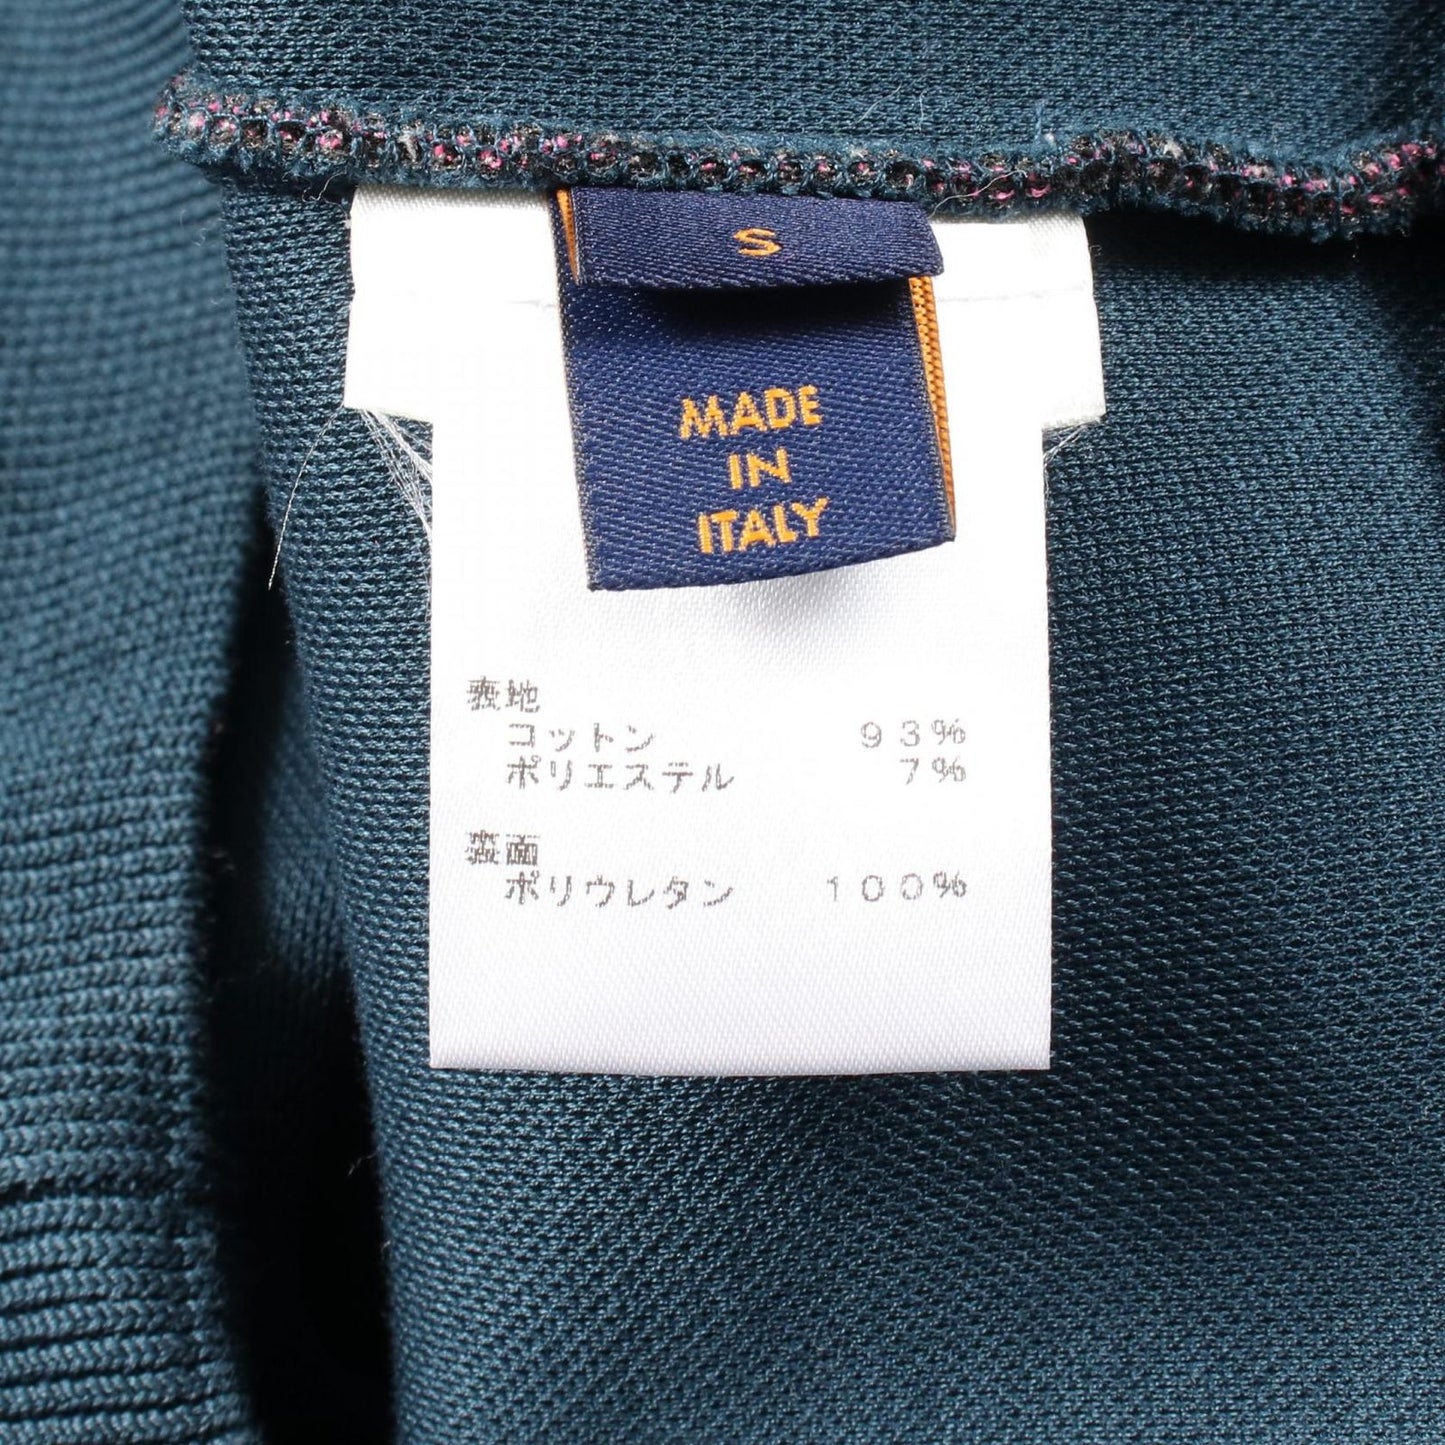 S
MADE
IN
ITALY
表地
コットン 93%
ポリエステル 7%
裏面
ポリウレタン 100%